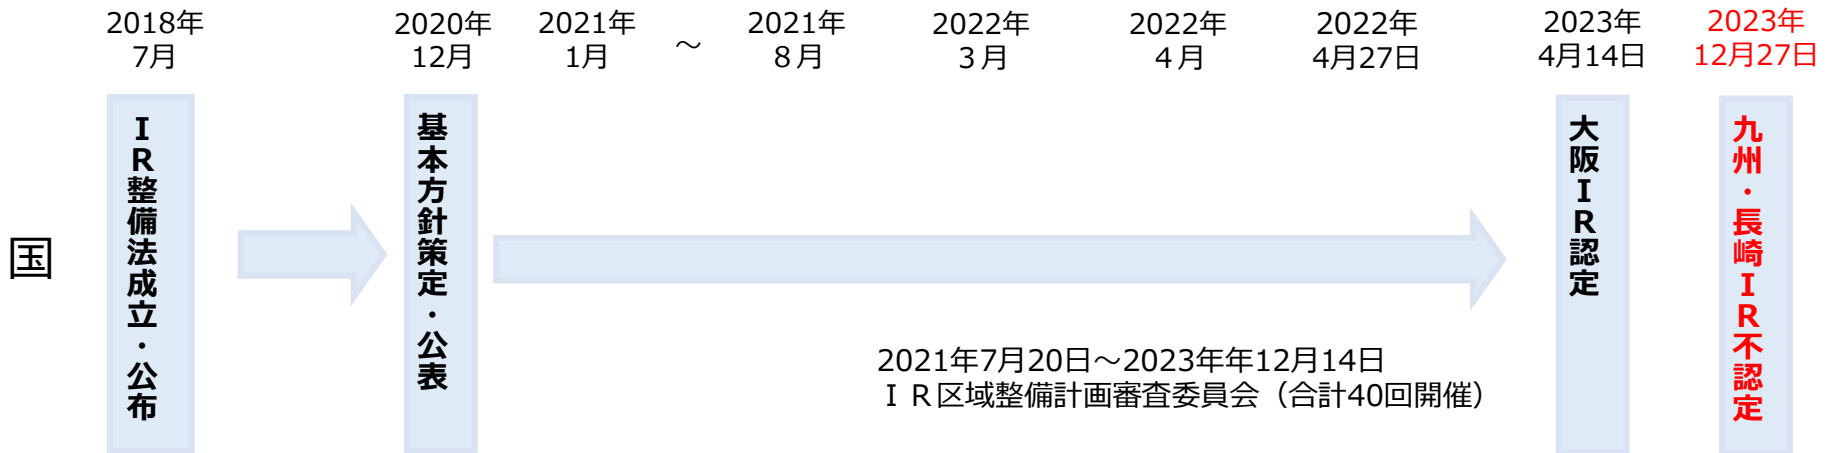 2018年
7月
2020年
12月
2021年
1月
～
2021年
８月
2022年
３月
2022年
４月
2022年
4月27日
2023年
4月14日
2023年
12月27日
国
ＩＲ整備法成立・公布
基本方針策定・公表
大阪ＩＲ認定
九州・長崎ＩＲ不認定
2021年7月20日～2023年年12月14日
ＩＲ区域整備計画審査委員会（合計40回開催）